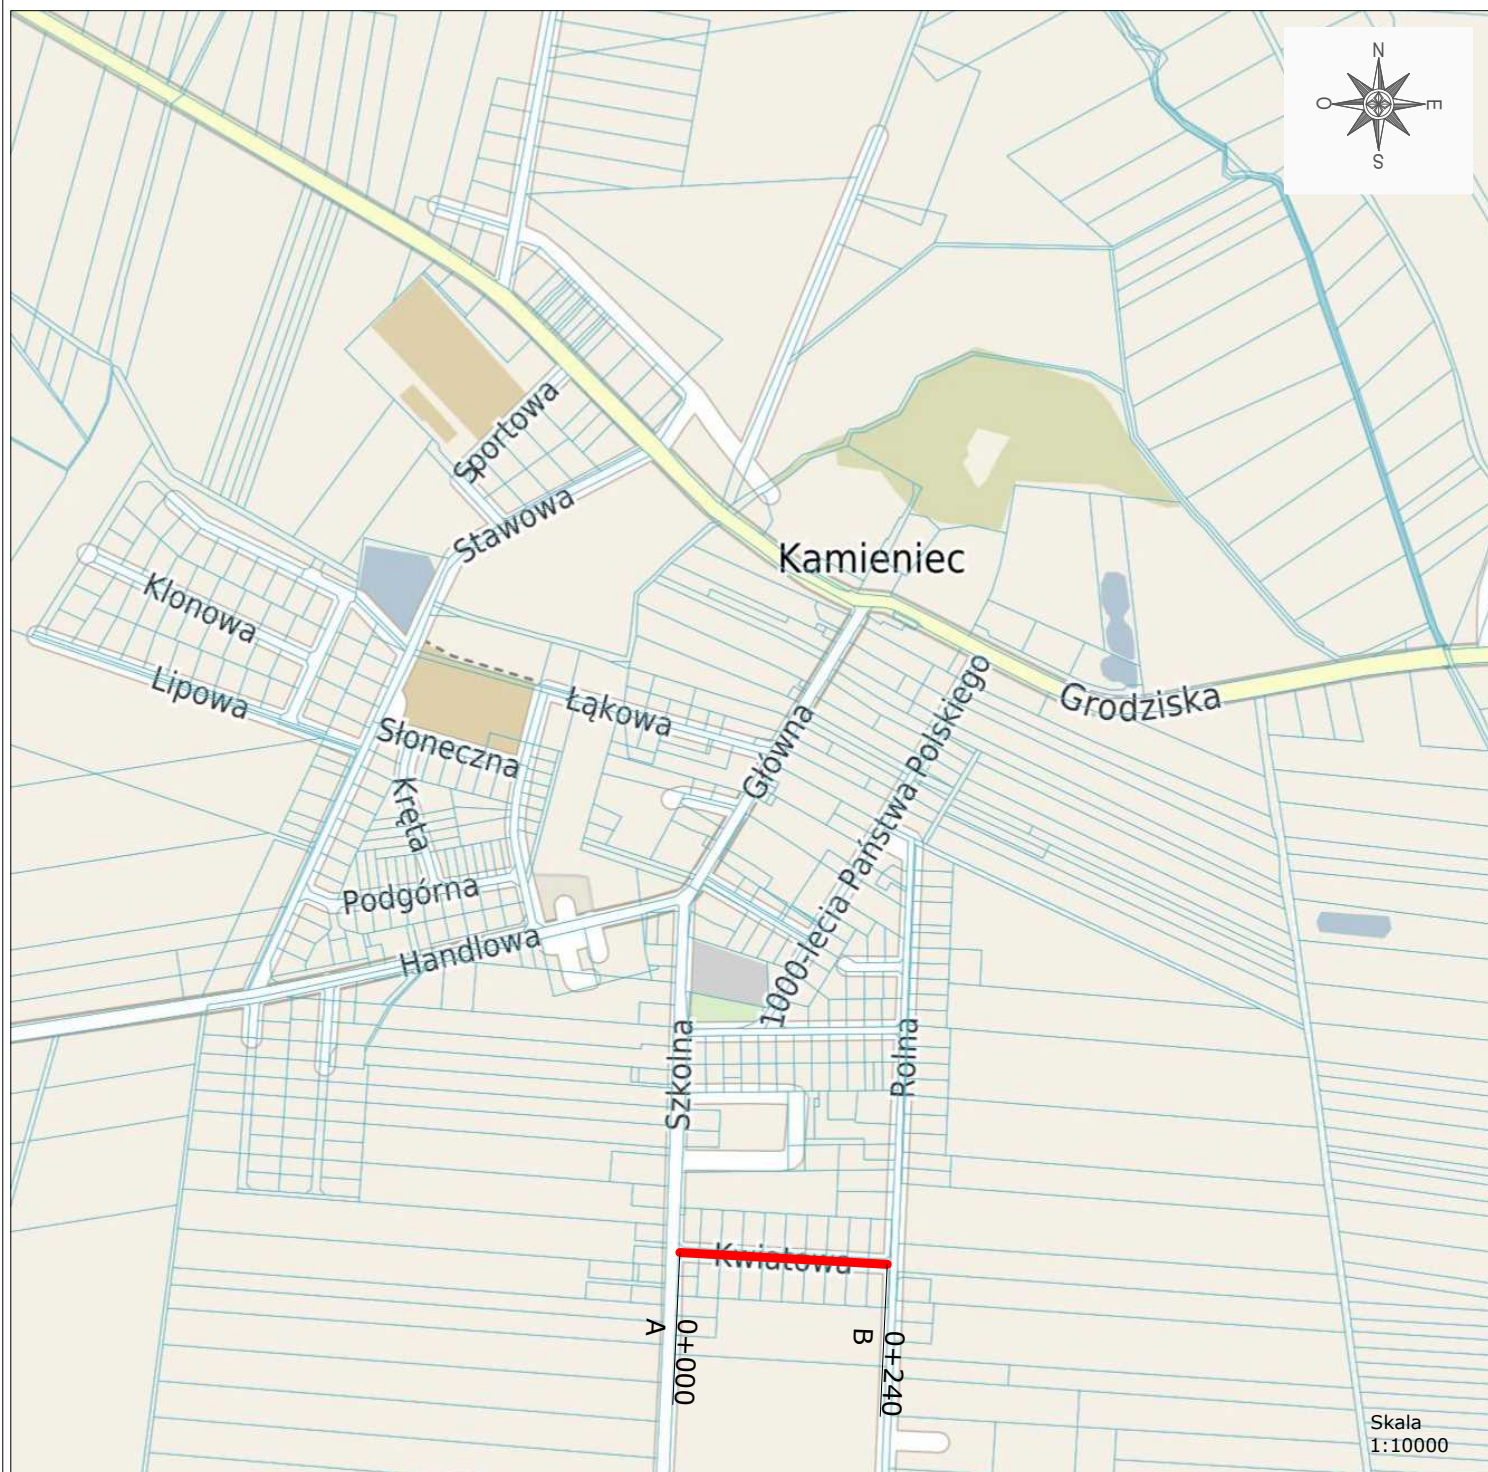 N
O
E
S
Sportowa
Stawowa
Kamieniec
Klonowa
Lipowa
Słoneczna
Łąkowa
Główna
Grodziska
1000-lecia Państwa Polskiego
Kręta
Podgórna
Handlowa
Szkolna
Rolna
Kwiatowa
A
0+000
B
0+240
Skala
1:10000